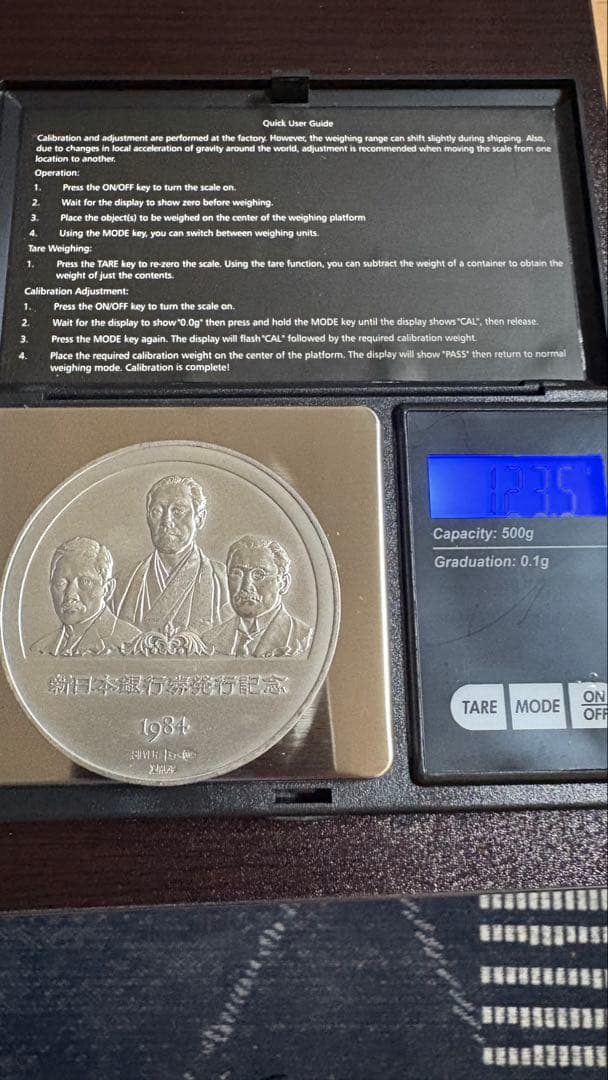 Quick User Guide
Calibration and adjustment are performed at the factory. However, the weighing range can shift slightly during shipping. Also,
due to changes in local acceleration of gravity around the world, adjustment is recommended when moving the scale from one
location to another.
Operation:
1. Press the ON/OFF key to turn the scale on.
2. Wait for the display to show zero before weighing.
3. Place the object(s) to be weighed on the center of the weighing platform
4. Using the MODE key, you can switch between weighing units.
Tare Weighing:
1. Press the TARE key to re-zero the scale. Using the tare function, you can subtract the weight of a container to obtain the
weight of just the contents.
Calibration Adjustment:
1. Press the ON/OFF key to turn the scale on.
2. Wait for the display to show "0.0g" then press and hold the MODE key until the display shows "CAL", then release.
3. Press the MODE key again. The display will flash "CAL" followed by the required calibration weight.
4. Place the required calibration weight on the center of the platform. The display will show "PASS" then return to normal
weighing mode. Calibration is complete!
123.5
Capacity: 500g
Graduation: 0.1g
TARE MODE ON
OFF
新日本銀行券発行記念
1984
SILVER